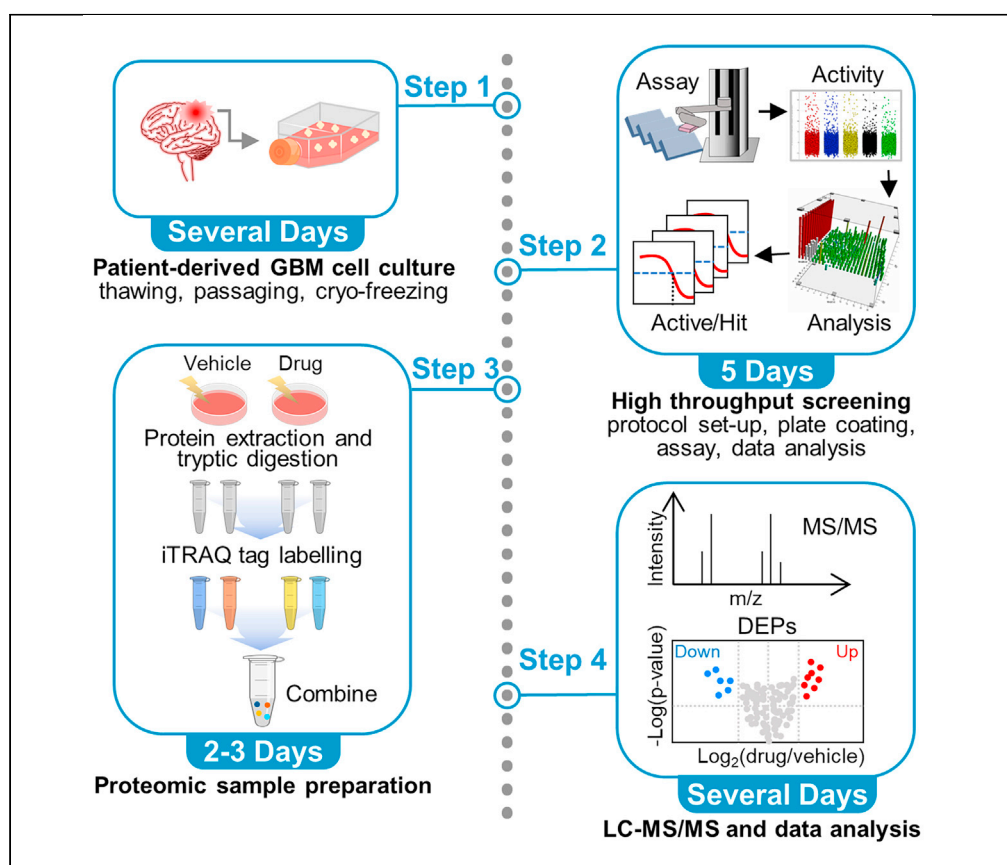 Step 1
Several Days
Patient-derived GBM cell culture
thawing, passaging, cryo-freezing
Step 2
Assay
Activity
Active/Hit
Analysis
5 Days
High throughput screening
protocol set-up, plate coating,
assay, data analysis
Step 3
Vehicle
Drug
Protein extraction and
tryptic digestion
iTRAQ tag labelling
Combine
2-3 Days
Proteomic sample preparation
Step 4
Intensity
MS/MS
m/z
DEPs
Down
Up
-Log(p-value)
Log₂(drug/vehicle)
Several Days
LC-MS/MS and data analysis